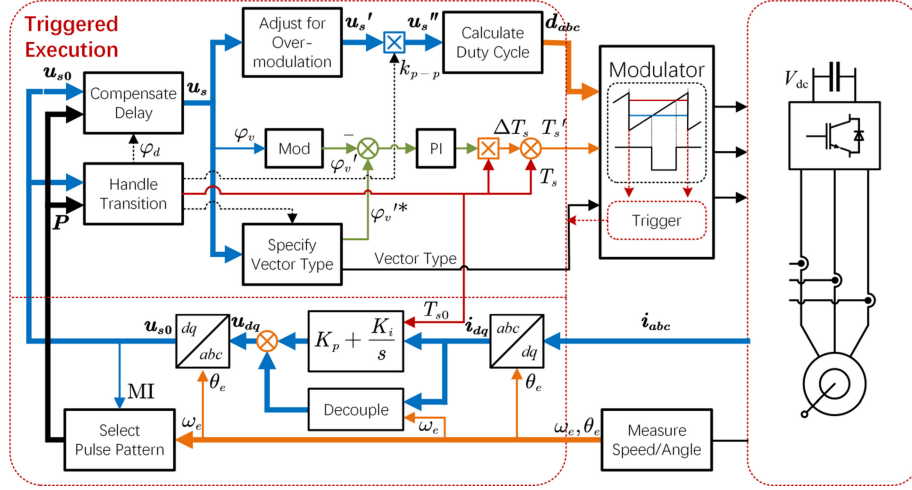 Triggered
Execution
u_s0
Compensate
Delay
u_s
Adjust for
Over-
modulation
u_s'
u_s''
k_{p-p}
Calculate
Duty Cycle
d_abc
Modulator
Trigger
V_dc
φ_d
φ_v
Mod
−
φ_v'
PI
ΔT_s
T_s'
T_s
Handle
Transition
P
φ_v'*
Specify
Vector Type
Vector Type
T_s0
u_s0
dq
abc
u_dq
K_p + K_i/s
i_dq
abc
dq
i_abc
MI
θ_e
θ_e
Decouple
ω_e
ω_e
ω_e, θ_e
Select
Pulse Pattern
Measure
Speed/Angle